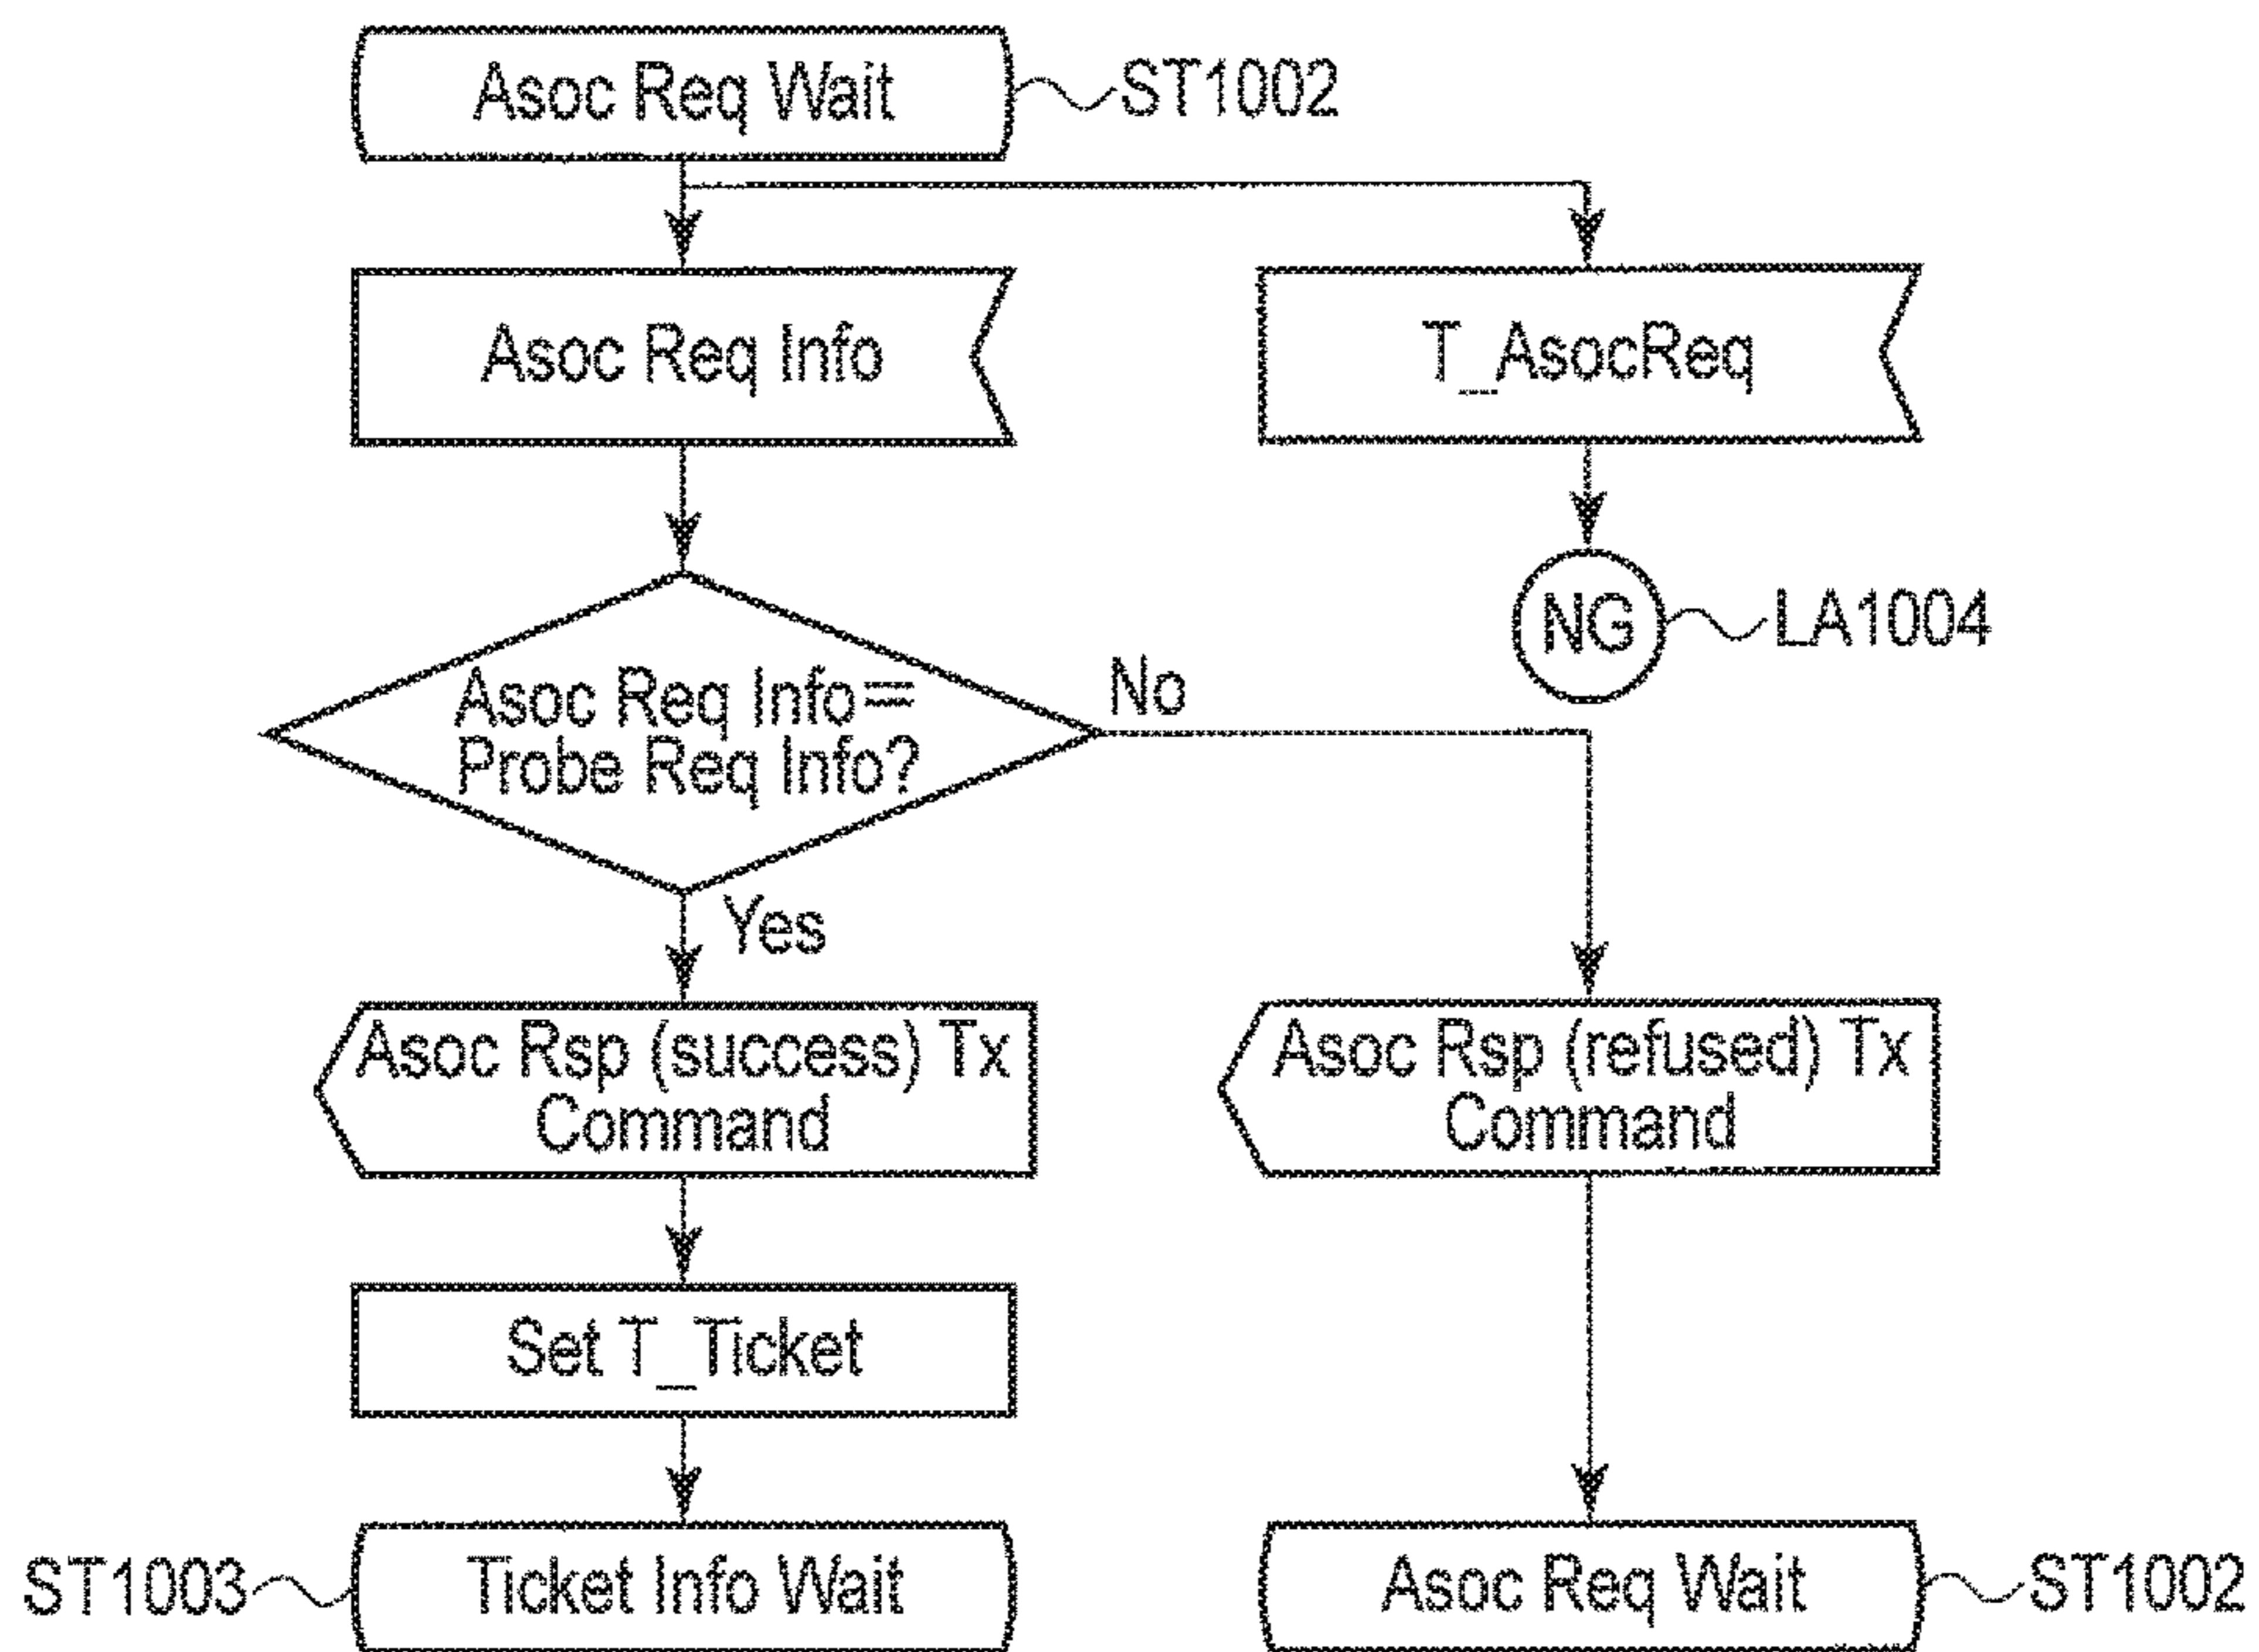 Asoc Req Wait
ST1002
Asoc Req Info
T_AsocReq
NG
LA1004
Asoc Req Info==
Probe Req Info?
No
Yes
Asoc Rsp (success) Tx
Command
Asoc Rsp (refused) Tx
Command
Set T_Ticket
ST1003
Ticket Info Wait
Asoc Req Wait
ST1002